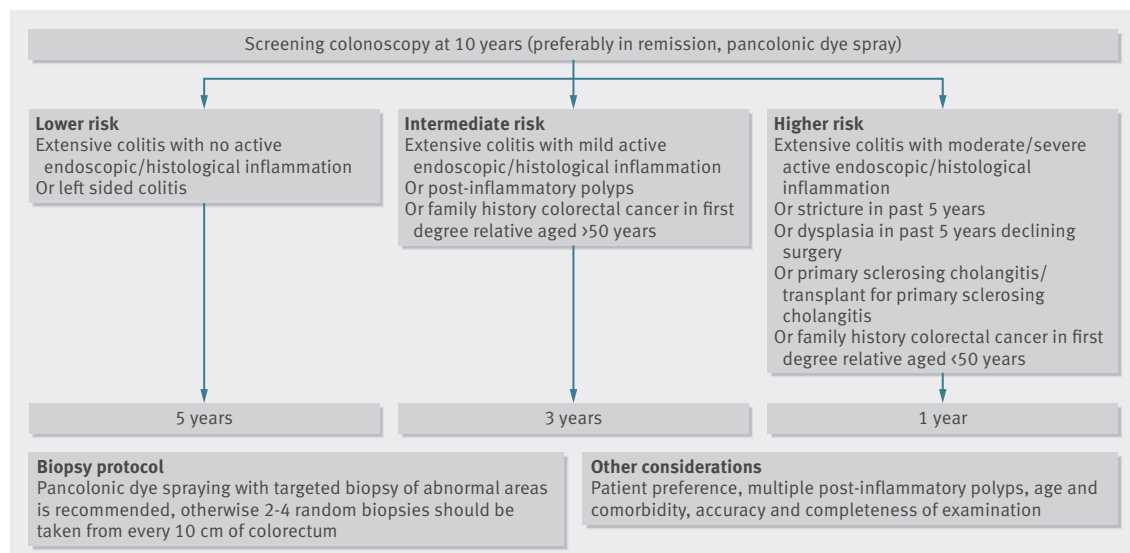 Screening colonoscopy at 10 years (preferably in remission, pancolonic dye spray)
Lower risk
Extensive colitis with no active
endoscopic/histological inflammation
Or left sided colitis
Intermediate risk
Extensive colitis with mild active
endoscopic/histological inflammation
Or post-inflammatory polyps
Or family history colorectal cancer in first
degree relative aged >50 years
Higher risk
Extensive colitis with moderate/severe
active endoscopic/histological
inflammation
Or stricture in past 5 years
Or dysplasia in past 5 years declining
surgery
Or primary sclerosing cholangitis/
transplant for primary sclerosing
cholangitis
Or family history colorectal cancer in first
degree relative aged <50 years
5 years
3 years
1 year
Biopsy protocol
Pancolonic dye spraying with targeted biopsy of abnormal areas
is recommended, otherwise 2-4 random biopsies should be
taken from every 10 cm of colorectum
Other considerations
Patient preference, multiple post-inflammatory polyps, age and
comorbidity, accuracy and completeness of examination